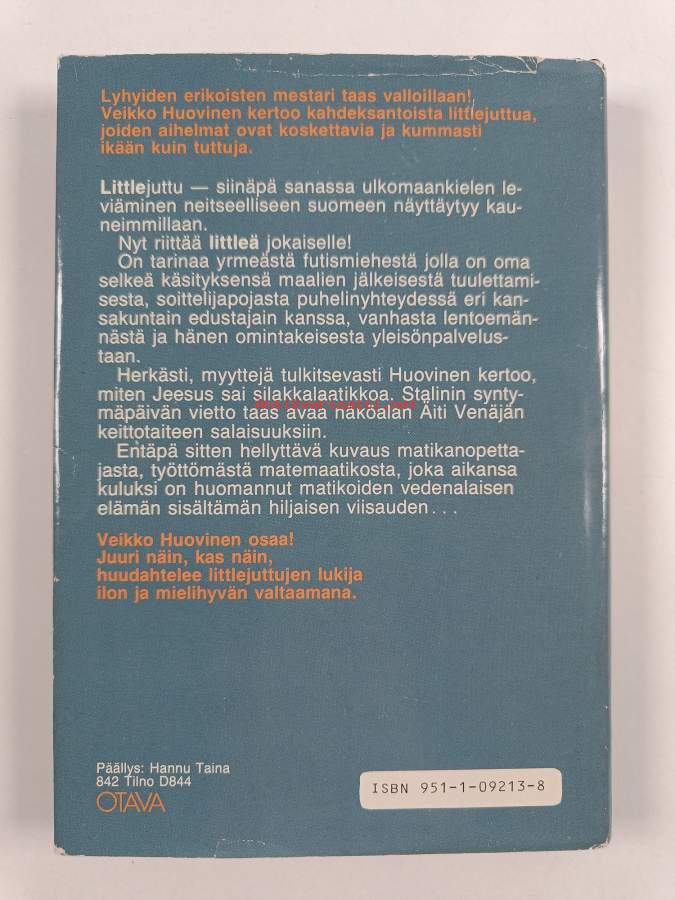 Lyhyiden erikoisten mestari taas valloillaan!
Veikko Huovinen kertoo kahdeksantoista littlejuttua,
joiden aihelmat ovat koskettavia ja kummasti
ikään kuin tuttuja.
Littlejuttu — siinäpä sanassa ulkomaankielen le-
viäminen neitseelliseen suomeen näyttäytyy kau-
neimmillaan.
Nyt riittää littleä jokaiselle!
On tarinaa yrmeästä futismiehestä jolla on oma
selkeä käsityksensä maalien jälkeisestä tuulettami-
sesta, soittelijapojasta puhelinyhteydessä eri kan-
sakuntain edustajain kanssa, vanhasta lentoemän-
nästä ja hänen omintakeisesta yleisönpalvelus-
taan.
Herkästi, myyttejä tulkitsevasti Huovinen kertoo,
miten Jeesus sai silakkalaatikkoa. Stalinin synty-
mäpäivän vietto taas avaa näköalan Äiti Venäjän
keittotaiteen salaisuuksiin.
Entäpä sitten hellyttävä kuvaus matikanopetta-
jasta, työttömästä matemaatikosta, joka aikansa
kuluksi on huomannut matikoiden vedenalaisen
elämän sisältämän hiljaisen viisauden...
Veikko Huovinen osaa!
Juuri näin, kas näin,
huudahtelee littlejuttujen lukija
ilon ja mielihyvän valtaamana.
Päällys: Hannu Taina
842 Tilno D844
OTAVA
ISBN 951-1-09213-8